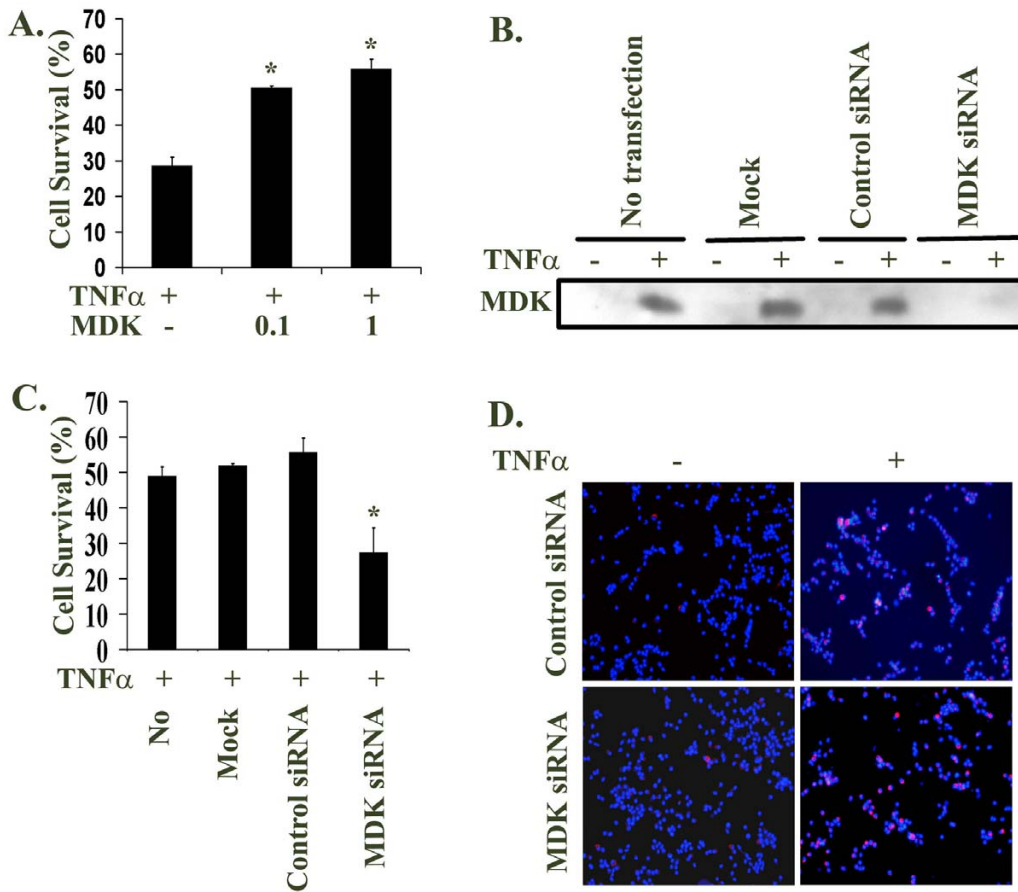 A.
Cell Survival (%)
70
60
50
40
30
20
10
0
*
*
TNFα + + +
MDK - 0.1 1
B.
No transfection
Mock
Control siRNA
MDK siRNA
TNFα - + - + - + - +
MDK
C.
Cell Survival (%)
70
60
50
40
30
20
10
0
*
TNFα + + + +
No
Mock
Control siRNA
MDK siRNA
D.
TNFα - +
Control siRNA
MDK siRNA